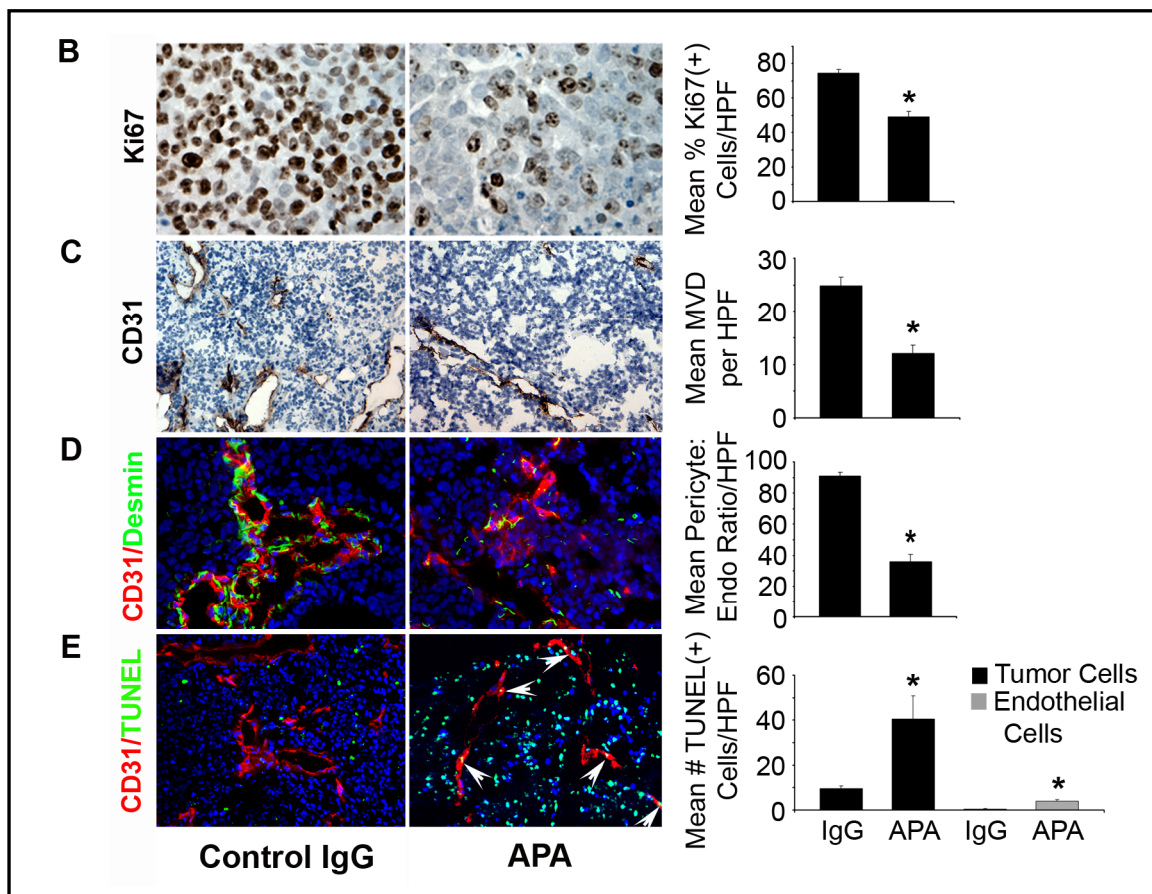 B
Ki67
Mean % Ki67(+)
Cells/HPF
80
60
40
20
0
*
C
CD31
Mean MVD
per HPF
30
20
10
0
*
D
CD31/Desmin
Mean Pericyte:
Endo Ratio/HPF
100
80
60
40
20
0
*
E
CD31/TUNEL
Mean # TUNEL(+)
Cells/HPF
60
40
20
0
*
*
Tumor Cells
Endothelial
Cells
IgG APA IgG APA
Control IgG APA